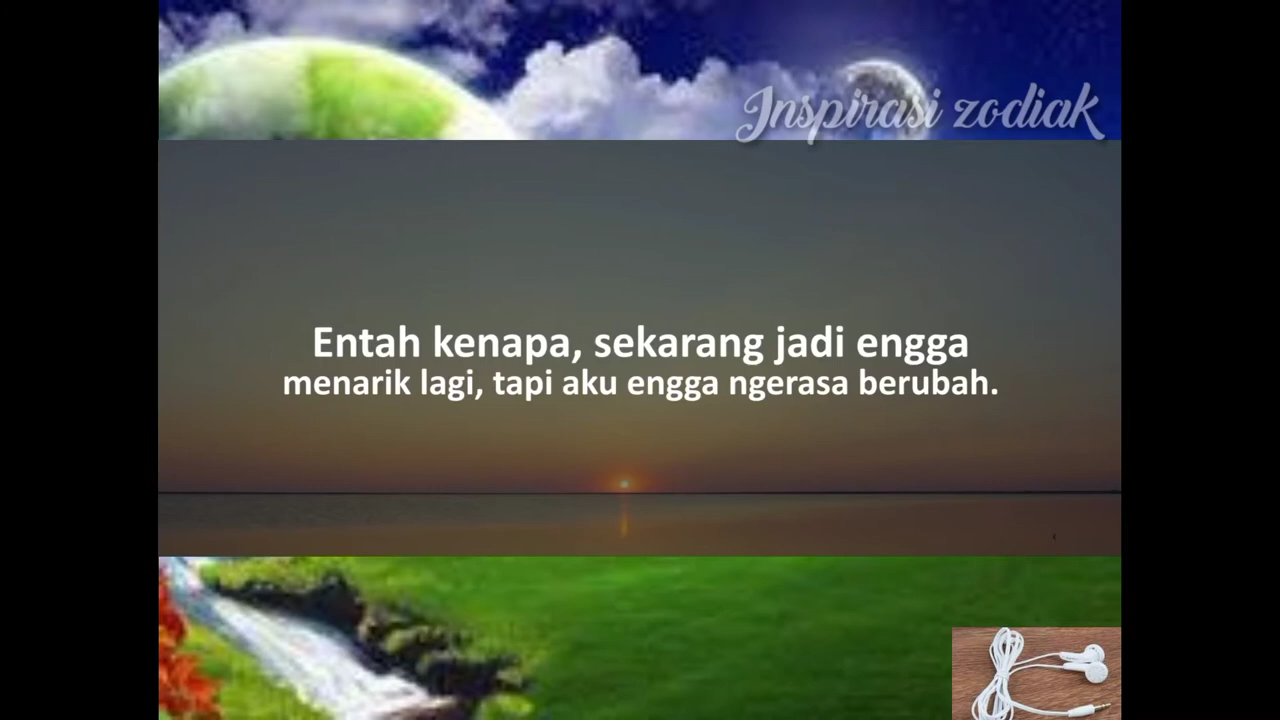 Inspirasi zodiak
Entah kenapa, sekarang jadi engga
menarik lagi, tapi aku engga ngerasa berubah.